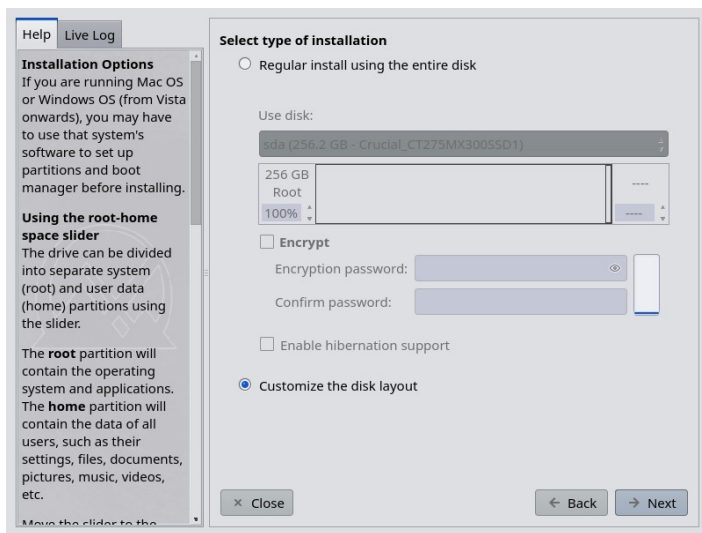 Help
Live Log
Installation Options
If you are running Mac OS
or Windows OS (from Vista
onwards), you may have
to use that system's
software to set up
partitions and boot
manager before installing.
Using the root-home
space slider
The drive can be divided
into separate system
(root) and user data
(home) partitions using
the slider.
The root partition will
contain the operating
system and applications.
The home partition will
contain the data of all
users, such as their
settings, files, documents,
pictures, music, videos,
etc.
Move the slider to the
Select type of installation
Regular install using the entire disk
Use disk:
sda (256.2 GB - Crucial_CT275MX300SSD1)
256 GB
Root
100%
----
----
Encrypt
Encryption password:
Confirm password:
Enable hibernation support
Customize the disk layout
Close
Back
Next